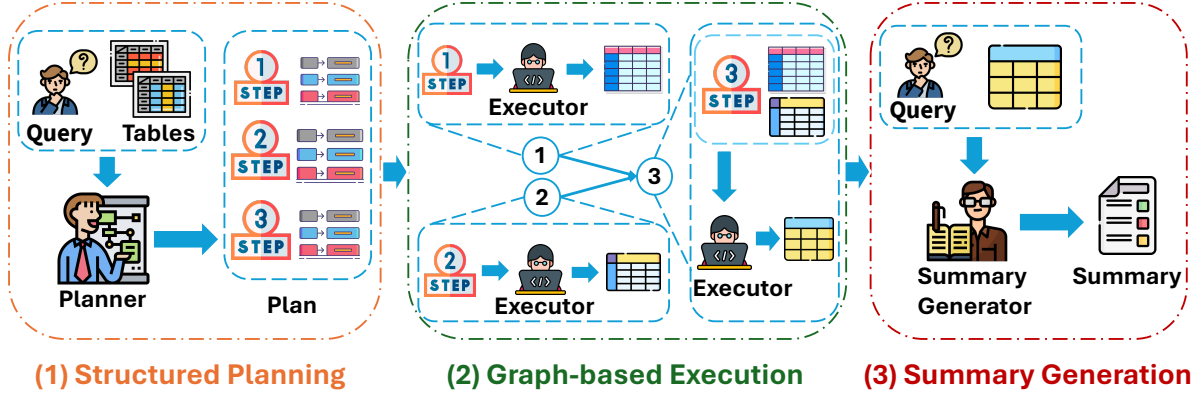 ?
Query
Tables
Planner
1
STEP
2
STEP
3
STEP
Plan
1
STEP
</>
Executor
1
2
3
2
STEP
</>
Executor
3
STEP
</>
Executor
?
Query
Summary
Generator
Summary
(1) Structured Planning
(2) Graph-based Execution
(3) Summary Generation